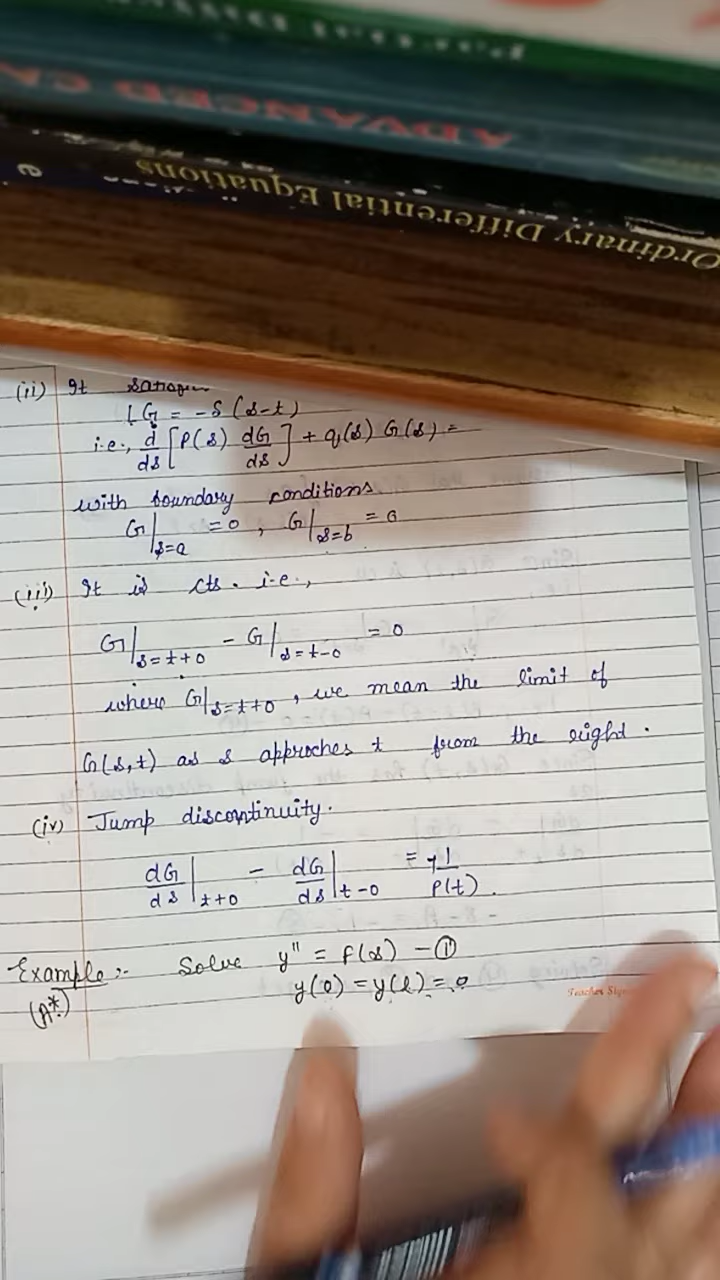 ADVANCED CA
Ordinary Differential Equations
(ii) It
LG = -δ(s-t)
i.e., d/ds [P(s) dG/ds] + q(s) G(s) =
with boundary conditions.
G|s=a = 0 , G|s=b = 0
(iii) It is cts. i.e.,
G|s=t+0 - G|s=t-0 = 0
where G|s=t+0, we mean the limit of
G(s,t) as s approches t from the right.
(iv) Jump discontinuity.
dG/ds|t+0 - dG/ds|t-0 = -1/P(t).
Example:- Solve y'' = f(s) - ①
(A*) y(0) = y(l) = 0